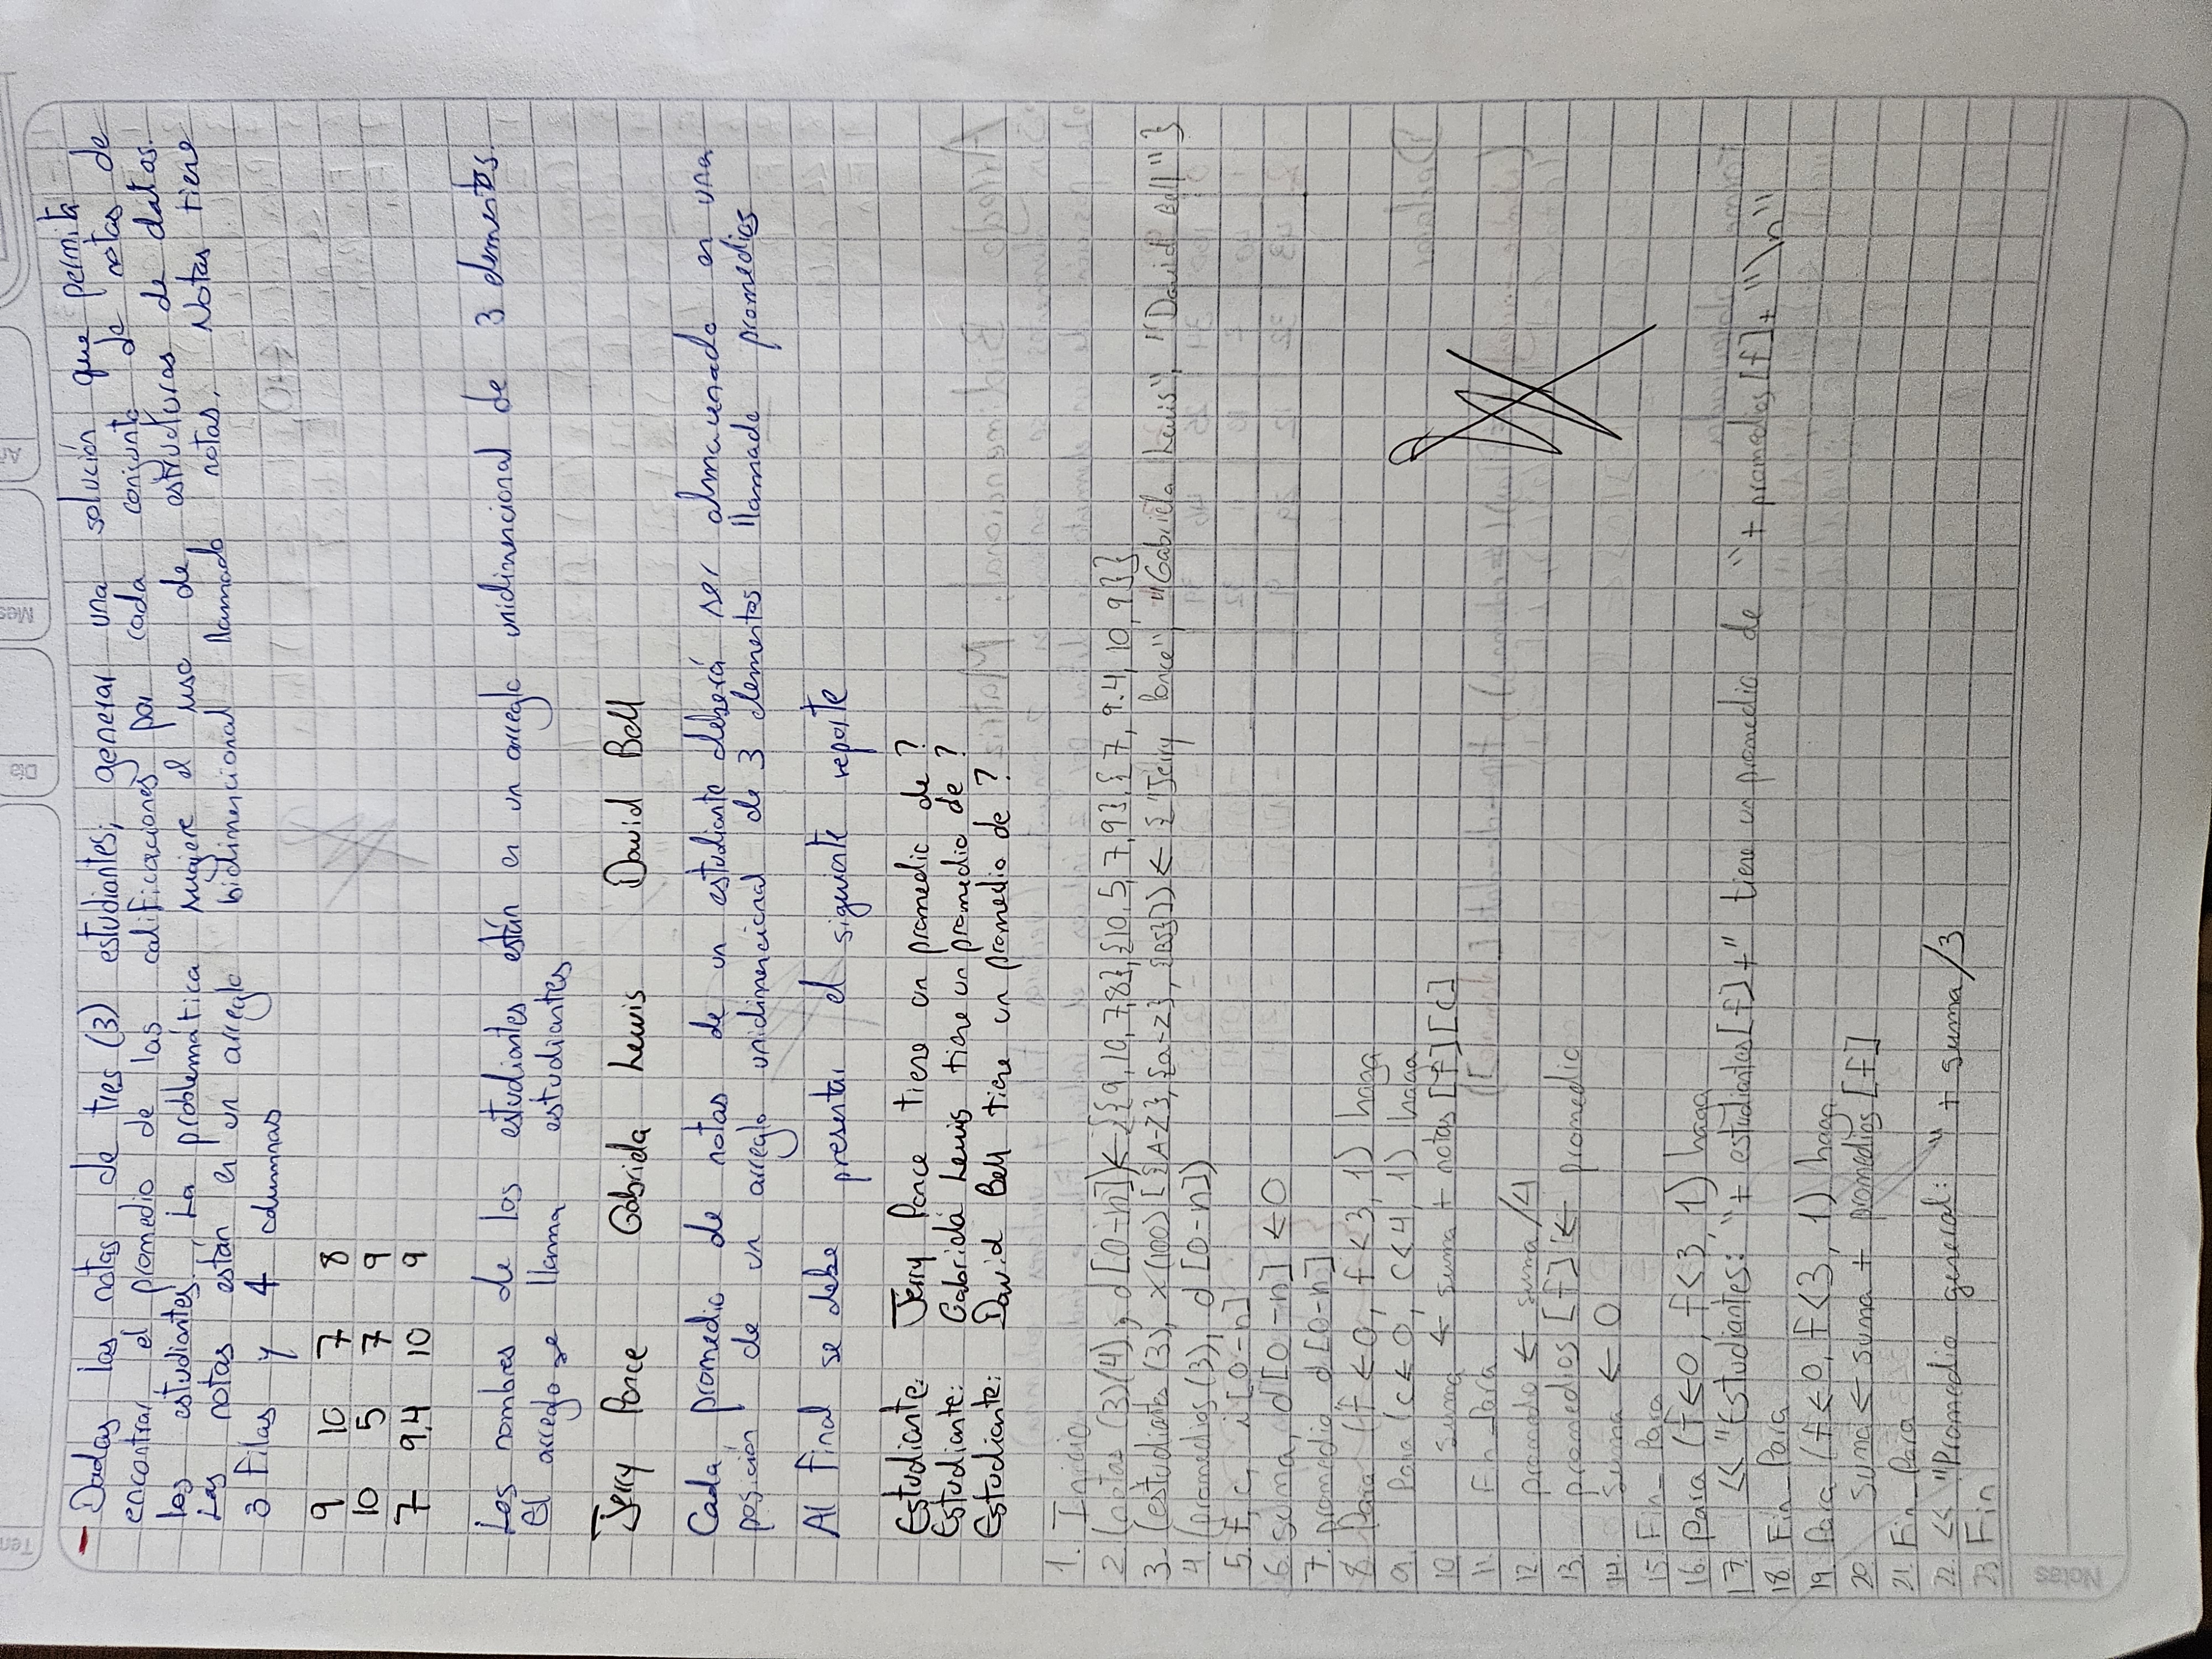 Ten
Día
Mes
Añ
- Dadas las notas de tres (3) estudiantes, generar una solución que permita
encontrar el promedio de las calificaciones por cada conjunto de notas de
los estudiantes. La problemática sugiere el uso de estructuras de datos.
Las notas están en un arreglo bidimencional llamado notas. Notas tiene
3 filas y 4 columnas
9 10 7 8
10 5 7 9
7 9.4 10 9
Los nombres de los estudiantes están en un arreglo unidimencional de 3 elementos.
El arreglo se llama estudiantes
Jerry Ponce Gabriela Lewis David Bell
Cada promedio de notas de un estudiante deberá ser almacenado en una
posición de un arreglo unidimencional de 3 elementos llamado promedios
Al final se debe presentar el siguiente reporte
Estudiante: Jerry Ponce tiene un promedio de ?
Estudiante: Gabriela Lewis tiene un promedio de ?
Estudiante: David Bell tiene un promedio de ?
1. Inicio
2. (notas (3)(4), d[0-n]) ← {{9, 10, 7, 8}, {10, 5, 7, 9}, {7, 9.4, 10, 9}}
3. (estudiantes (3), x(100) [{A-Z}, {a-z}, {BS}]) ← {"Jerry Ponce", "Gabriela Lewis", "David Bell"}
4. (promedios (3), d[0-n])
5. f, c, i[0-n]
6. suma, d[0-n] ← 0
7. promedio, d[0-n]
8. Para (f ← 0, f < 3, 1) haga
9. Para (c ← 0, c < 4, 1) haga
10. suma ← suma + notas [f][c]
11. Fin_Para
12. promedio ← suma /4
13. promedios [f] ← promedio
14. suma ← 0
15. Fin_Para
16. Para (f ← 0, f < 3, 1) haga
17. << "Estudiantes: " + estudiantes[f] + " tiene un promedio de " + promedios [f] + "\n"
18. Fin_Para
19. Para (f ← 0, f < 3, 1) haga
20. suma ← suma + promedios [f]
21. Fin_Para
22. << "Promedio general: " + suma /3
23. Fin
Notas